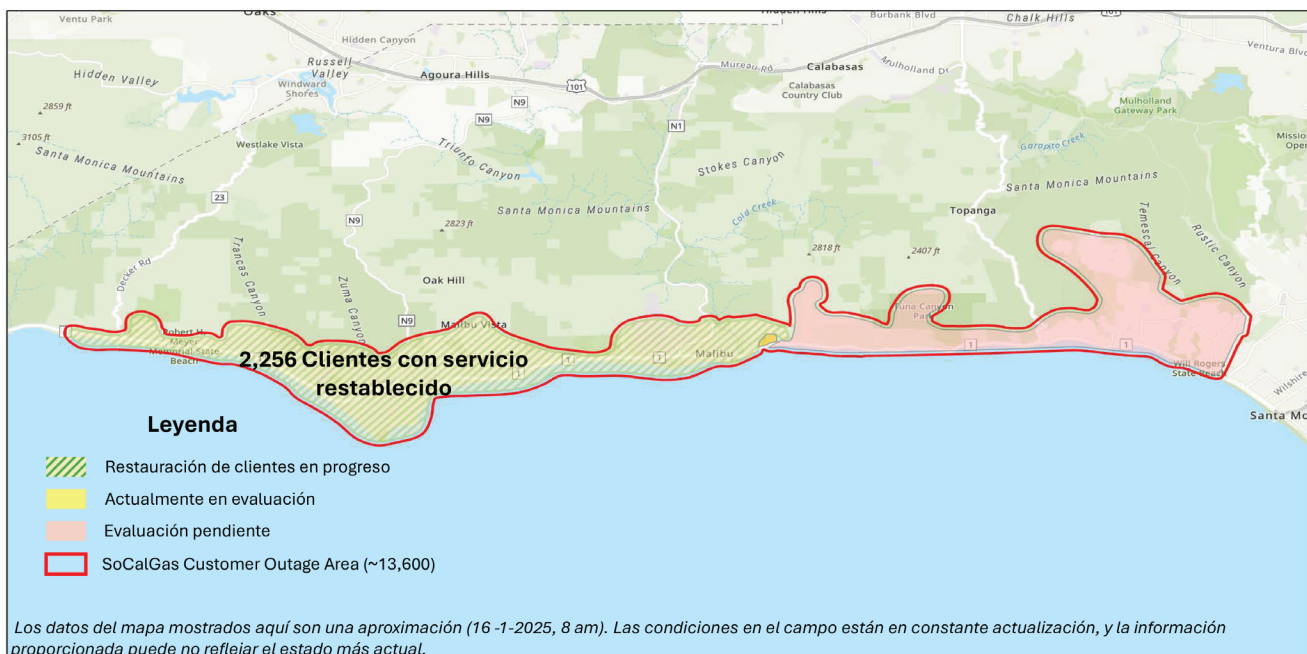 Ventu Park
Oaks
Hidden Canyon
Russell
Valley
Hidden Valley
Windward
Shores
Agoura Hills
101
Mureau Rd
Calabasas
Calabasas
Country Club
Mulholland Dr
Burbank Blvd
Chalk Hills
101
Ventura Blvd
Mulholland
Gateway Park
2859 ft
3105 ft
Santa Monica Mountains
Westlake Vista
N9
N9
Triunfo Canyon
N1
Stokes Canyon
Garapito Creek
Santa Monica Mountains
23
N9
2823 ft
Santa Monica Mountains
Cold Creek
Topanga
2818 ft
2407 ft
Temescal Canyon
Rustic Canyon
Decker Rd
Trancas Canyon
Zuma Canyon
Oak Hill
N9
Malibu Vista
Robert H.
Meyer
Memorial State
Beach
Tuna Canyon
Park
1
1
1
Malibu
1
1
Will Rogers
State Beach
Wilshire
Santa Mo
2,256 Clientes con servicio
restablecido
Leyenda
Restauración de clientes en progreso
Actualmente en evaluación
Evaluación pendiente
SoCalGas Customer Outage Area (~13,600)
Los datos del mapa mostrados aquí son una aproximación (16 -1-2025, 8 am). Las condiciones en el campo están en constante actualización, y la información
proporcionada puede no reflejar el estado más actual.